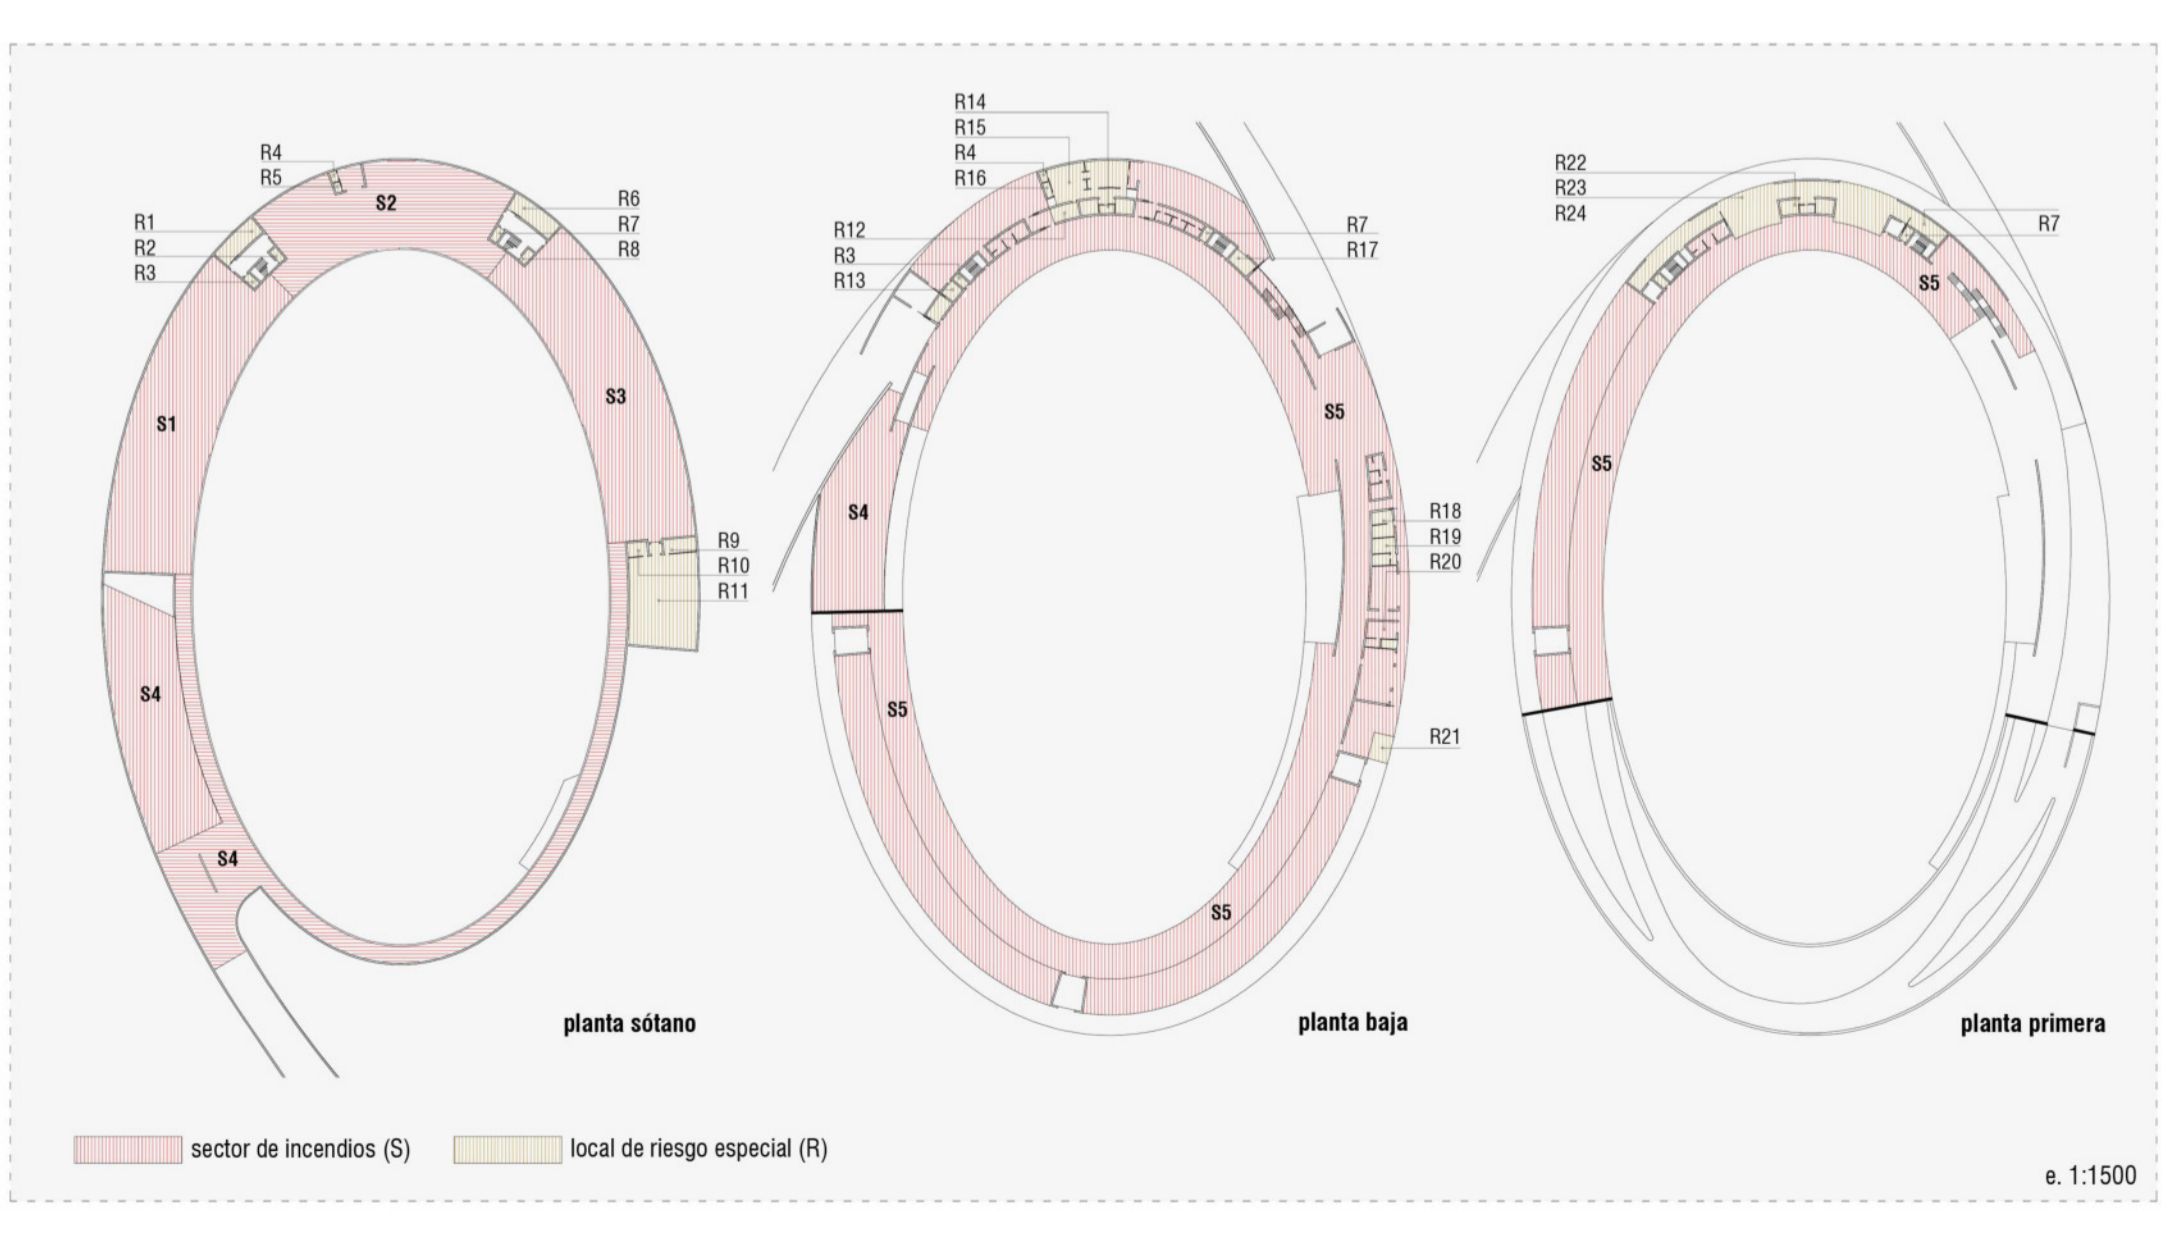 R4
R5
S2
R1
R2
R3
R6
R7
R8
S1
S3
R9
R10
R11
S4
S4
planta sótano
R14
R15
R4
R16
R12
R3
R13
R7
R17
S5
S4
R18
R19
R20
S5
R21
S5
planta baja
R22
R23
R24
R7
S5
S5
planta primera
sector de incendios (S)
local de riesgo especial (R)
e. 1:1500